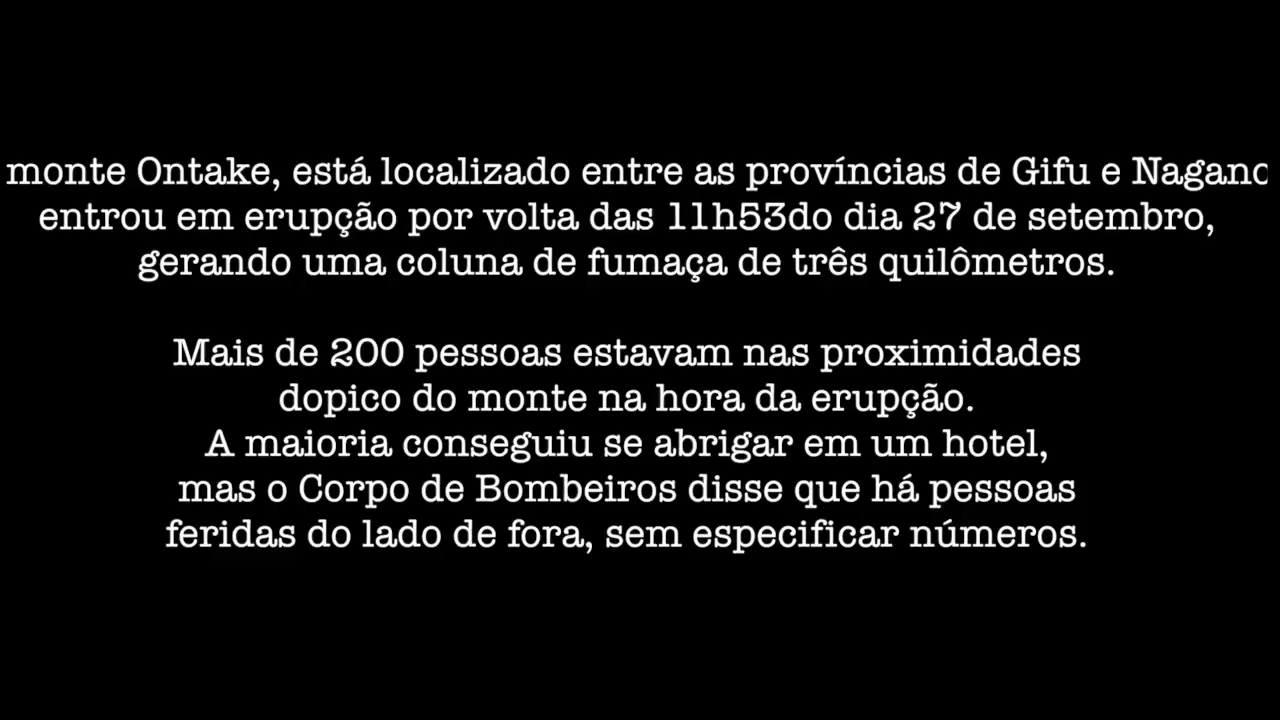 monte Ontake, está localizado entre as províncias de Gifu e Nagano
entrou em erupção por volta das 11h53do dia 27 de setembro,
gerando uma coluna de fumaça de três quilômetros.
Mais de 200 pessoas estavam nas proximidades
dopico do monte na hora da erupção.
A maioria conseguiu se abrigar em um hotel,
mas o Corpo de Bombeiros disse que há pessoas
feridas do lado de fora, sem especificar números.